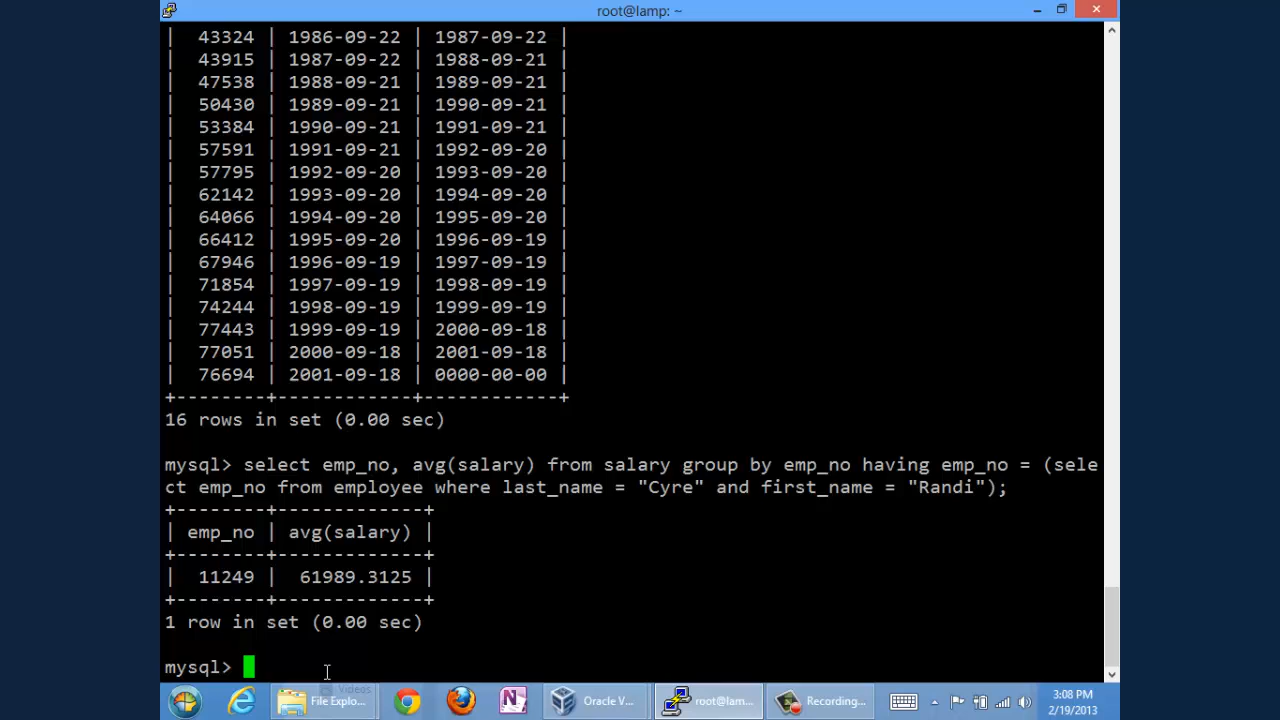 root@lamp: ~
| 43324 | 1986-09-22 | 1987-09-22 |
| 43915 | 1987-09-22 | 1988-09-21 |
| 47538 | 1988-09-21 | 1989-09-21 |
| 50430 | 1989-09-21 | 1990-09-21 |
| 53384 | 1990-09-21 | 1991-09-21 |
| 57591 | 1991-09-21 | 1992-09-20 |
| 57795 | 1992-09-20 | 1993-09-20 |
| 62142 | 1993-09-20 | 1994-09-20 |
| 64066 | 1994-09-20 | 1995-09-20 |
| 66412 | 1995-09-20 | 1996-09-19 |
| 67946 | 1996-09-19 | 1997-09-19 |
| 71854 | 1997-09-19 | 1998-09-19 |
| 74244 | 1998-09-19 | 1999-09-19 |
| 77443 | 1999-09-19 | 2000-09-18 |
| 77051 | 2000-09-18 | 2001-09-18 |
| 76694 | 2001-09-18 | 0000-00-00 |
+--------+------------+------------+
16 rows in set (0.00 sec)
mysql> select emp_no, avg(salary) from salary group by emp_no having emp_no = (sele
ct emp_no from employee where last_name = "Cyre" and first_name = "Randi");
+--------+-------------+
| emp_no | avg(salary) |
+--------+-------------+
| 11249 | 61989.3125 |
+--------+-------------+
1 row in set (0.00 sec)
mysql>
Videos
File Explo... Oracle V... root@lam... Recording... 3:08 PM
2/19/2013